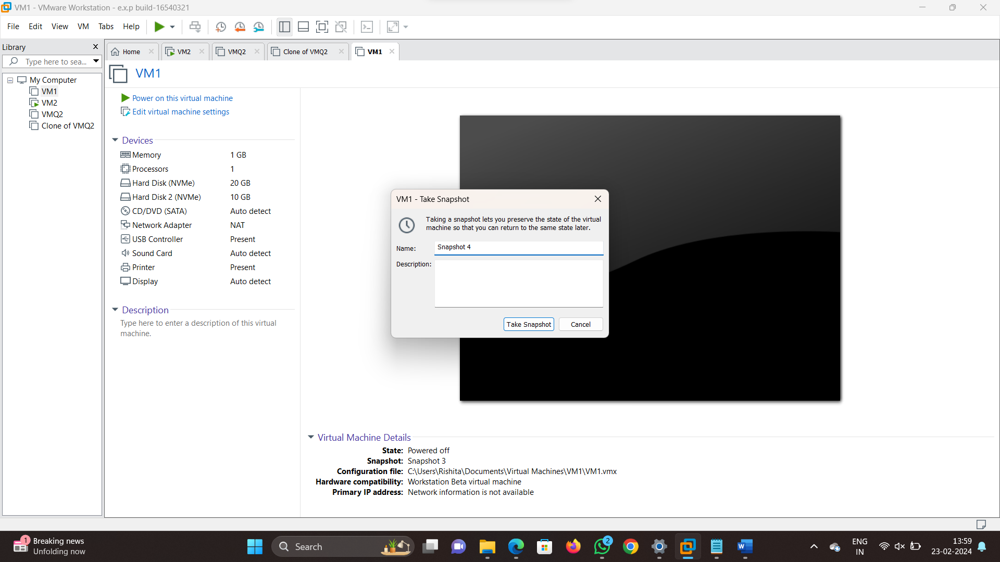 VM1 - VMware Workstation - e.x.p build-16540321
File Edit View VM Tabs Help
Library
Type here to sea...
My Computer
VM1
VM2
VMQ2
Clone of VMQ2
Home
VM2
VMQ2
Clone of VMQ2
VM1
VM1
Power on this virtual machine
Edit virtual machine settings
Devices
Memory 1 GB
Processors 1
Hard Disk (NVMe) 20 GB
Hard Disk 2 (NVMe) 10 GB
CD/DVD (SATA) Auto detect
Network Adapter NAT
USB Controller Present
Sound Card Auto detect
Printer Present
Display Auto detect
Description
Type here to enter a description of this virtual
machine.
VM1 - Take Snapshot
Taking a snapshot lets you preserve the state of the virtual
machine so that you can return to the same state later.
Name: Snapshot 4
Description:
Take Snapshot Cancel
Virtual Machine Details
State: Powered off
Snapshot: Snapshot 3
Configuration file: C:\Users\Rishita\Documents\Virtual Machines\VM1\VM1.vmx
Hardware compatibility: Workstation Beta virtual machine
Primary IP address: Network information is not available
1
Breaking news
Unfolding now
Search
2
W
ENG
IN
13:59
23-02-2024